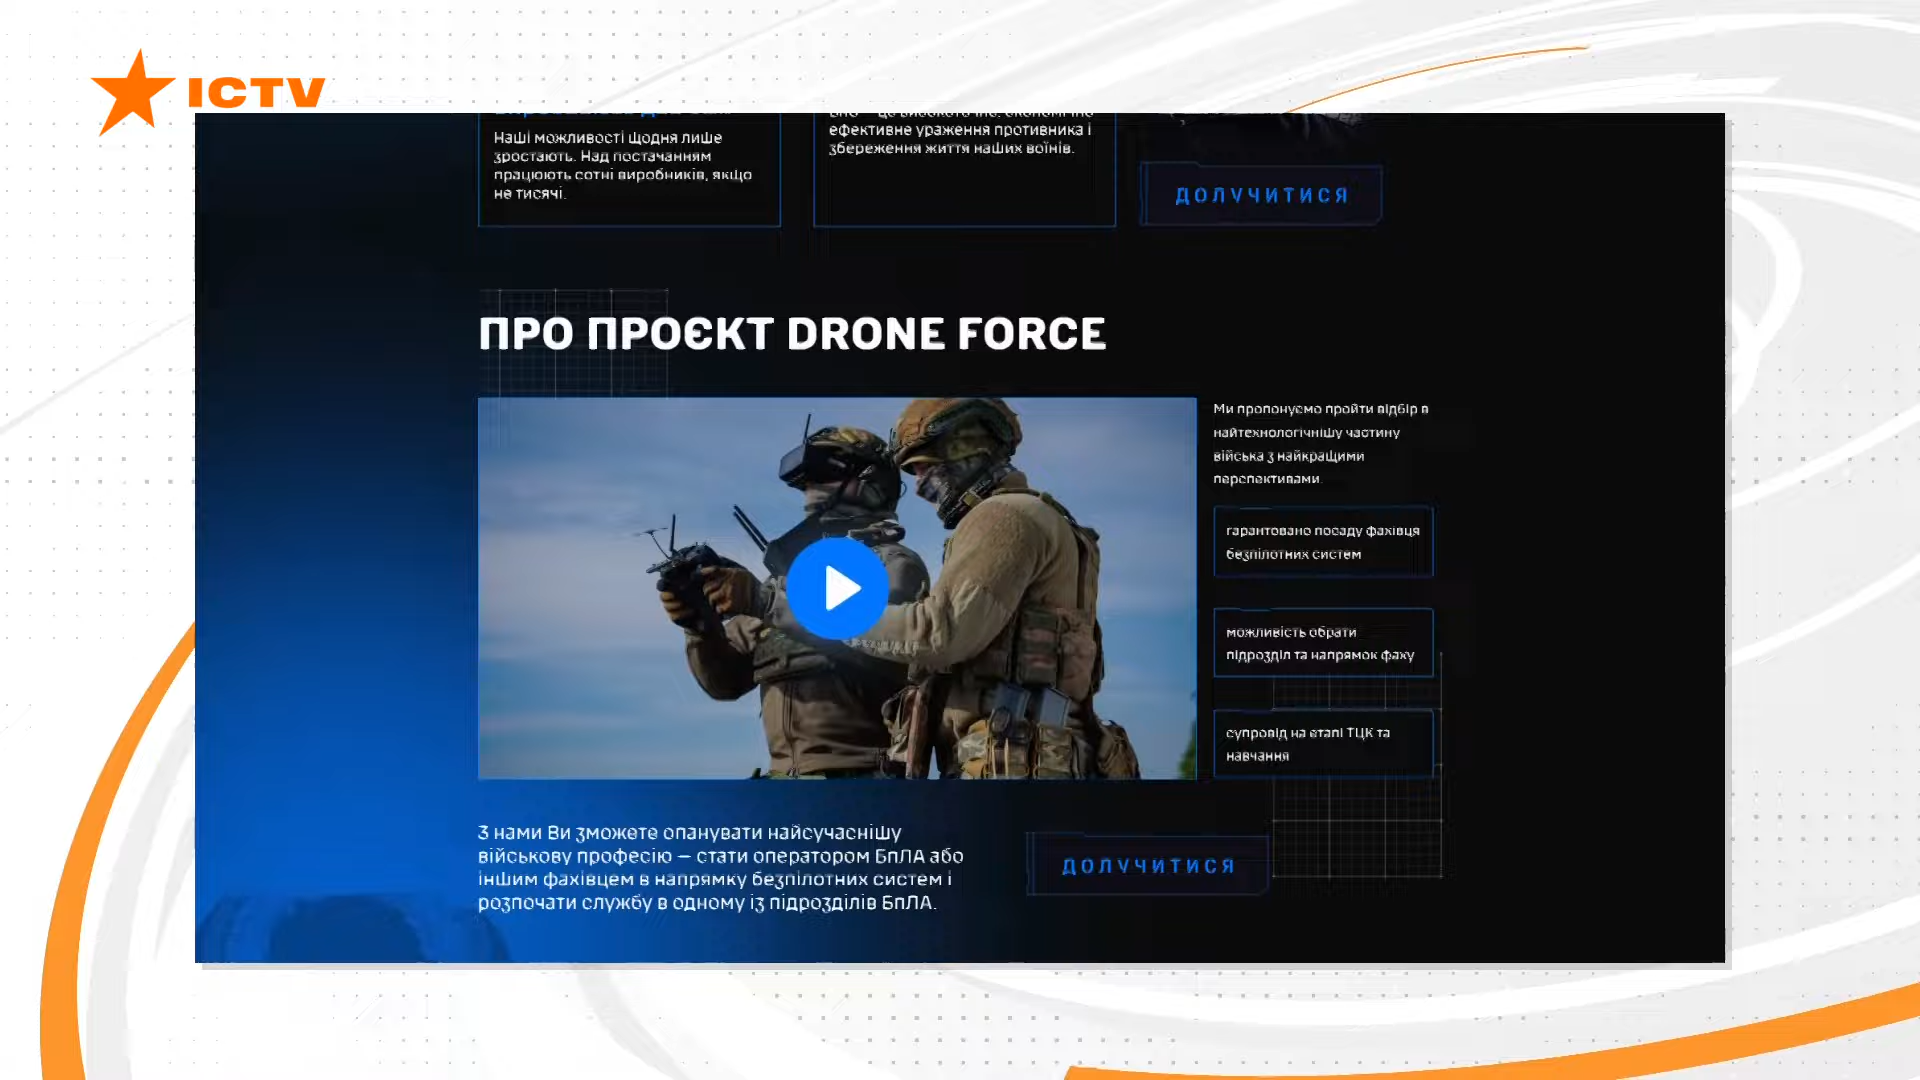 ICTV
Наші можливості щодня лише
зростають. Над постачанням
працюють сотні виробників, якщо
не тисячі.
ефективне ураження противника і
збереження життя наших воїнів.
ДОЛУЧИТИСЯ
ПРО ПРОЄКТ DRONE FORCE
Ми пропонуємо пройти відбір в
найтехнологічнішу частину
війська з найкращими
перспективами.
гарантовано посаду фахівця
безпілотних систем
можливість обрати
підрозділ та напрямок фаху
супровід на етапі ТЦК та
навчання
З нами Ви зможете опанувати найсучаснішу
військову професію – стати оператором БпЛА або
іншим фахівцем в напрямку безпілотних систем і
розпочати службу в одному із підрозділів БпЛА.
ДОЛУЧИТИСЯ